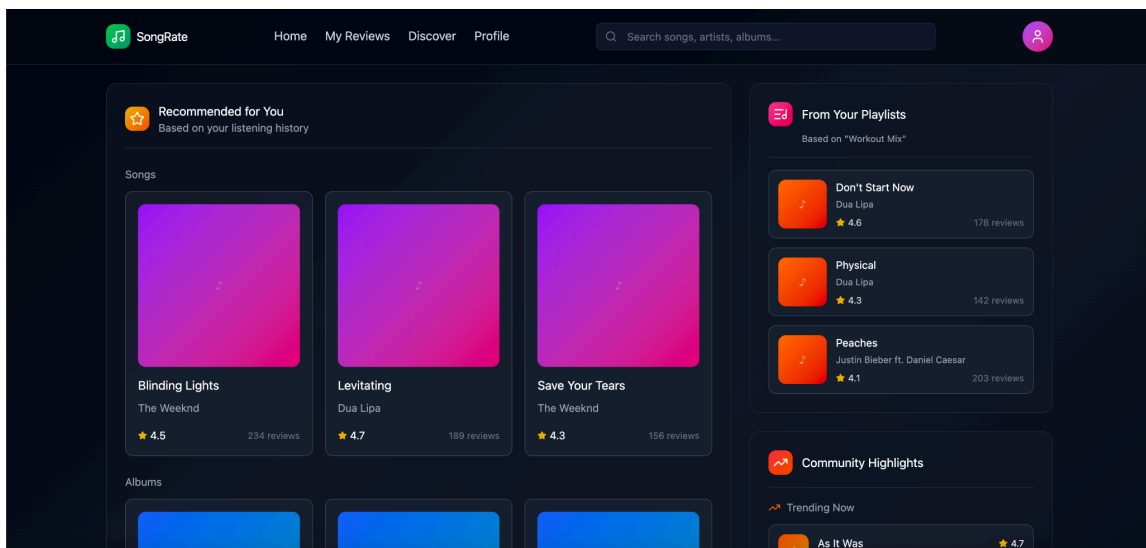 SongRate
Home My Reviews Discover Profile
Search songs, artists, albums...
Recommended for You
Based on your listening history
Songs
Blinding Lights
The Weeknd
4.5 234 reviews
Levitating
Dua Lipa
4.7 189 reviews
Save Your Tears
The Weeknd
4.3 156 reviews
Albums
From Your Playlists
Based on "Workout Mix"
Don't Start Now
Dua Lipa
4.6 178 reviews
Physical
Dua Lipa
4.3 142 reviews
Peaches
Justin Bieber ft. Daniel Caesar
4.1 203 reviews
Community Highlights
Trending Now
As It Was 4.7